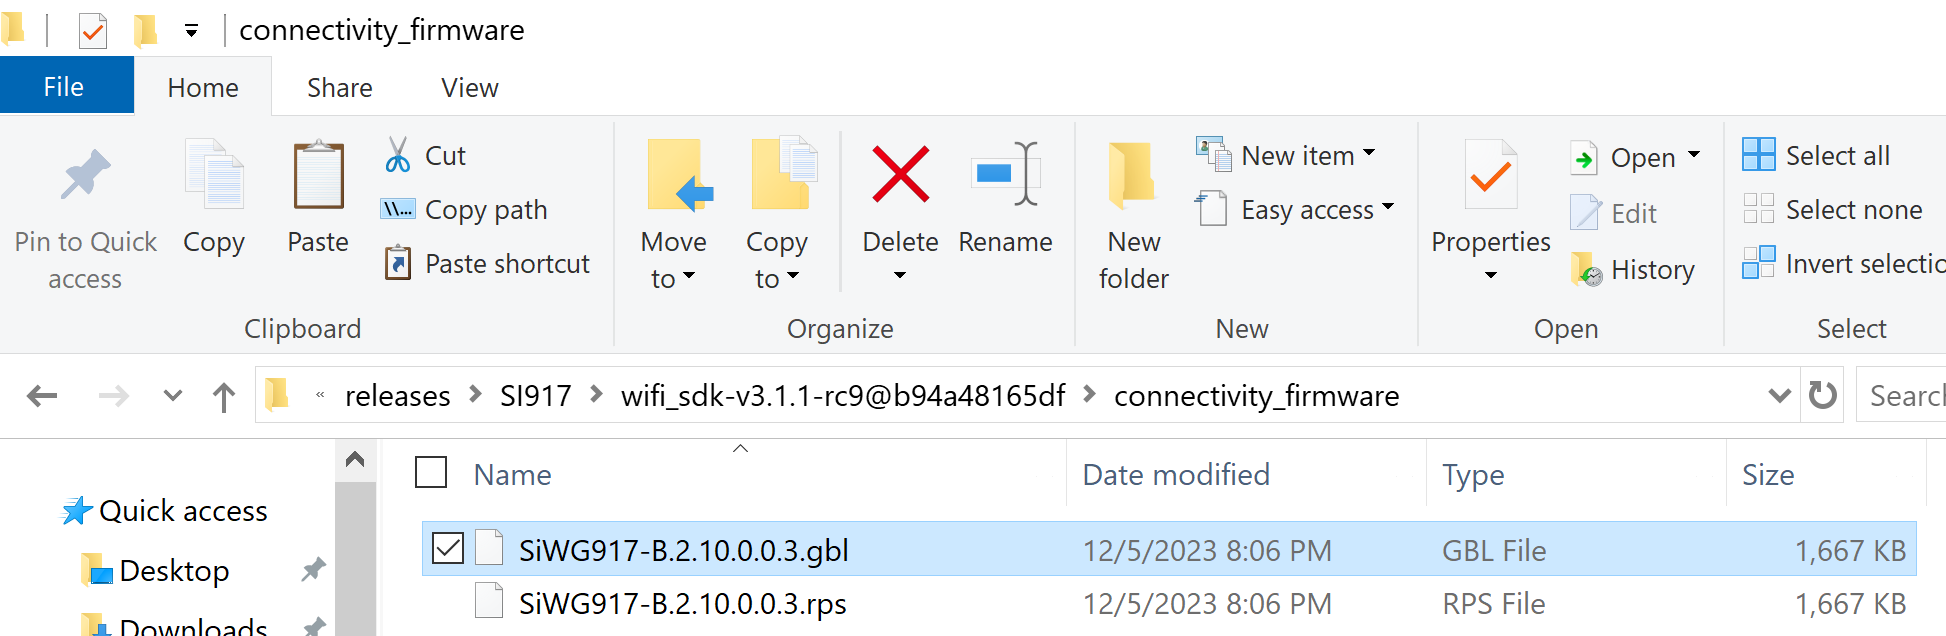 connectivity_firmware
File Home Share View
Pin to Quick access
Copy
Paste
Cut
Copy path
Paste shortcut
Clipboard
Move to
Copy to
Delete
Rename
Organize
New folder
New item
Easy access
New
Properties
Open
Edit
History
Open
Select all
Select none
Invert selectio
Select
« releases > SI917 > wifi_sdk-v3.1.1-rc9@b94a48165df > connectivity_firmware
Search
Quick access
Desktop
Downloads
Name Date modified Type Size
SiWG917-B.2.10.0.0.3.gbl 12/5/2023 8:06 PM GBL File 1,667 KB
SiWG917-B.2.10.0.0.3.rps 12/5/2023 8:06 PM RPS File 1,667 KB